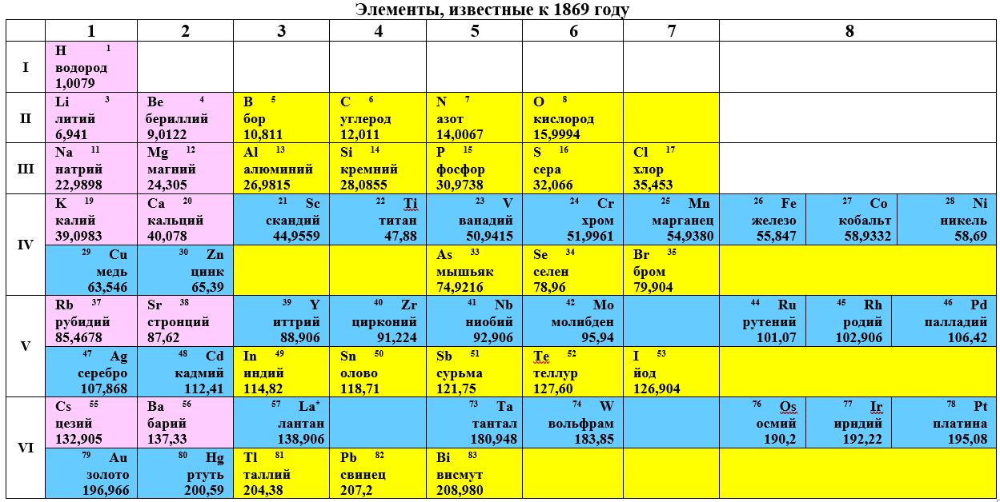 Элементы, известные к 1869 году
1 2 3 4 5 6 7 8
I
H 1
водород
1,0079
II
Li 3 Be 4 B 5 C 6 N 7 O 8
литий бериллий бор углерод азот кислород
6,941 9,0122 10,811 12,011 14,0067 15,9994
III
Na 11 Mg 12 Al 13 Si 14 P 15 S 16 Cl 17
натрий магний алюминий кремний фосфор сера хлор
22,9898 24,305 26,9815 28,0855 30,9738 32,066 35,453
IV
K 19 Ca 20 21 Sc 22 Ti 23 V 24 Cr 25 Mn 26 Fe 27 Co 28 Ni
калий кальций скандий титан ванадий хром марганец железо кобальт никель
39,0983 40,078 44,9559 47,88 50,9415 51,9961 54,9380 55,847 58,9332 58,69
29 Cu 30 Zn As 33 Se 34 Br 35
медь цинк мышьяк селен бром
63,546 65,39 74,9216 78,96 79,904
V
Rb 37 Sr 38 39 Y 40 Zr 41 Nb 42 Mo 44 Ru 45 Rh 46 Pd
рубидий стронций иттрий цирконий ниобий молибден рутений родий палладий
85,4678 87,62 88,906 91,224 92,906 95,94 101,07 102,906 106,42
47 Ag 48 Cd In 49 Sn 50 Sb 51 Te 52 I 53
серебро кадмий индий олово сурьма теллур йод
107,868 112,41 114,82 118,71 121,75 127,60 126,904
VI
Cs 55 Ba 56 57 La* 73 Ta 74 W 76 Os 77 Ir 78 Pt
цезий барий лантан тантал вольфрам осмий иридий платина
132,905 137,33 138,906 180,948 183,85 190,2 192,22 195,08
79 Au 80 Hg Tl 81 Pb 82 Bi 83
золото ртуть таллий свинец висмут
196,966 200,59 204,38 207,2 208,980